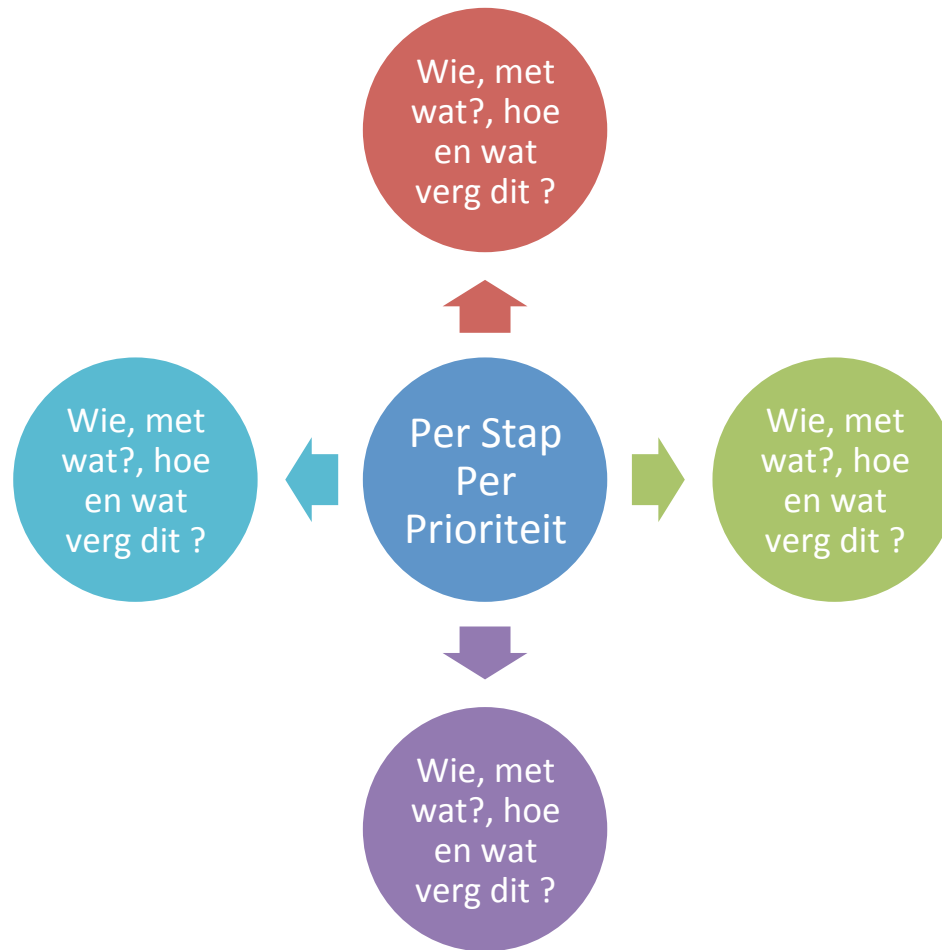 Wie, met
wat?, hoe
en wat
verg dit ?
Wie, met
wat?, hoe
en wat
verg dit ?
Per Stap
Per
Prioriteit
Wie, met
wat?, hoe
en wat
verg dit ?
Wie, met
wat?, hoe
en wat
verg dit ?